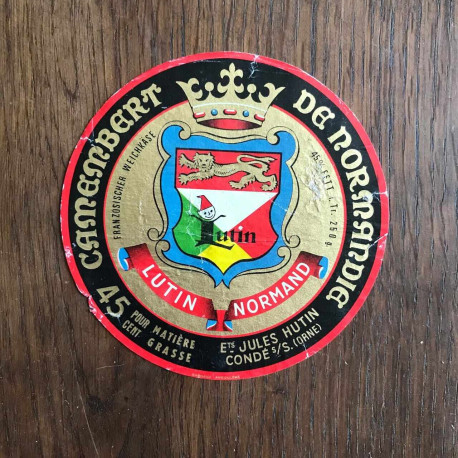 CAMEMBERT DE NORMANDIE
FRANZÖSISCHER WEICHKÄSE
45% FETT i.Tr. 250 g.
Lutin
LUTIN NORMAND
45 POUR CENT MATIÈRE GRASSE
ETS JULES HUTIN
CONDÉ S/S. (ORNE)